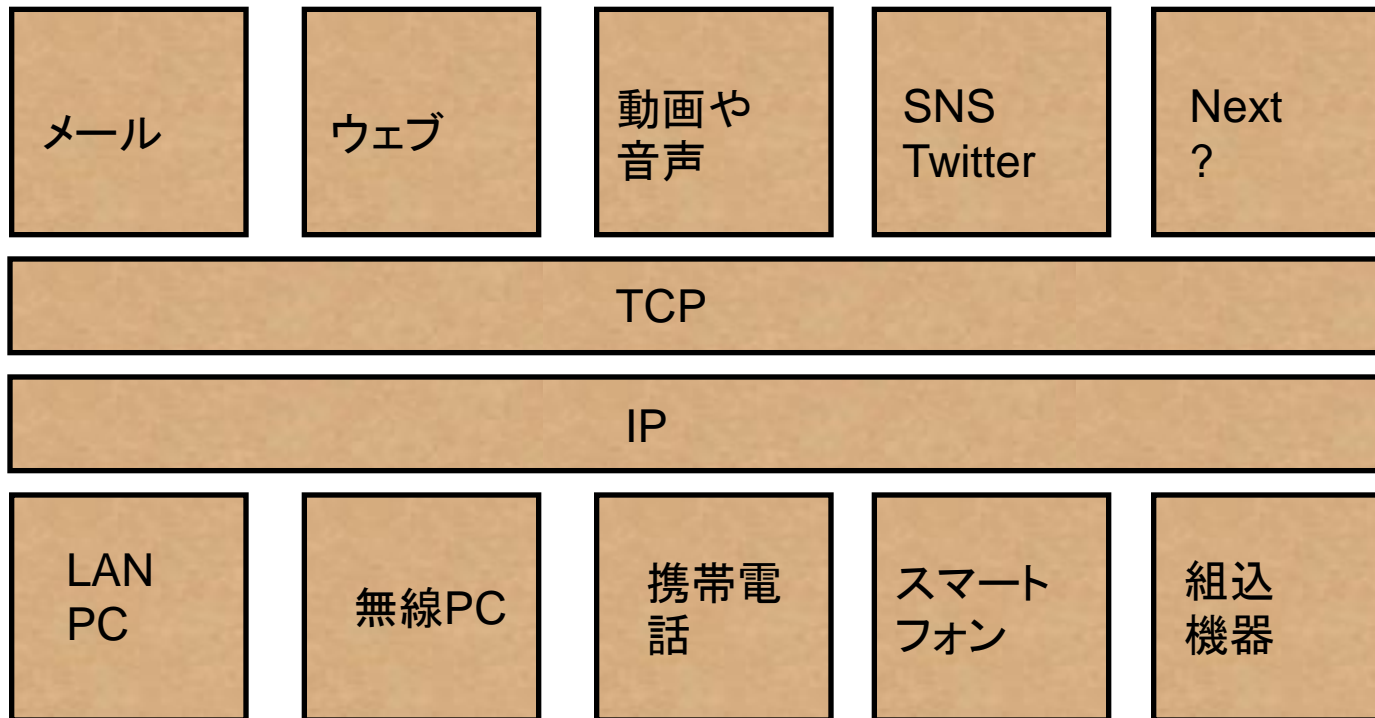 メール
ウェブ
動画や
音声
SNS
Twitter
Next
?
TCP
IP
LAN
PC
無線PC
携帯電
話
スマート
フォン
組込
機器